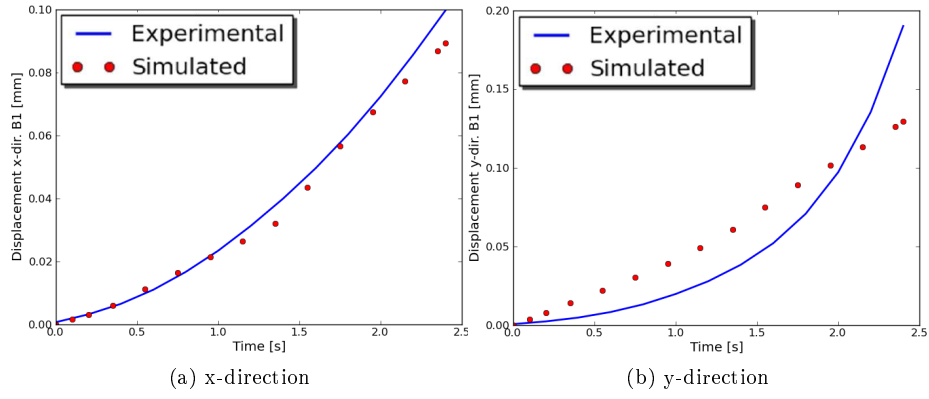 0.10
0.08
0.06
0.04
0.02
0.00
Displacement x-dir. B1 [mm]
Experimental
Simulated
0.0 0.5 1.0 1.5 2.0 2.5
Time [s]
(a) x-direction
0.20
0.15
0.10
0.05
0.00
Displacement y-dir. B1 [mm]
Experimental
Simulated
0.0 0.5 1.0 1.5 2.0 2.5
Time [s]
(b) y-direction